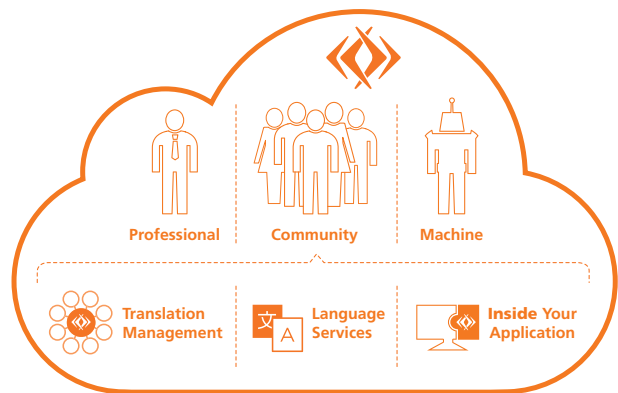 Professional
Community
Machine
Translation
Management
文
A
Language
Services
Inside Your
Application